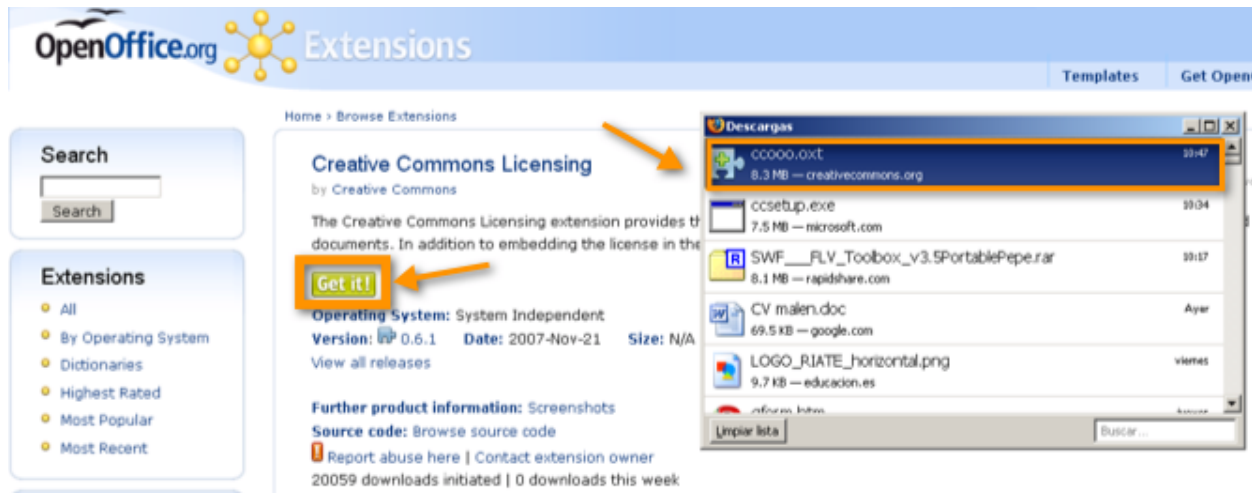 OpenOffice.org Extensions
Templates Get Open
Home › Browse Extensions
Search
Search
Extensions
All
By Operating System
Dictionaries
Highest Rated
Most Popular
Most Recent
Creative Commons Licensing
by Creative Commons
The Creative Commons Licensing extension provides th
documents. In addition to embedding the license in the
Get it!
Operating System: System Independent
Version: 0.6.1 Date: 2007-Nov-21 Size: N/A
View all releases
Further product information: Screenshots
Source code: Browse source code
Report abuse here | Contact extension owner
20059 downloads initiated | 0 downloads this week
Descargas
ccooo.oxt 10:47
8.3 MB — creativecommons.org
ccsetup.exe 10:34
7.5 MB — microsoft.com
SWF___FLV_Toolbox_v3.5PortablePepe.rar 10:17
8.1 MB — rapidshare.com
CV malen.doc Ayer
69.5 KB — google.com
LOGO_RIATE_horizontal.png viernes
9.7 KB — educacion.es
Limpiar lista Buscar...